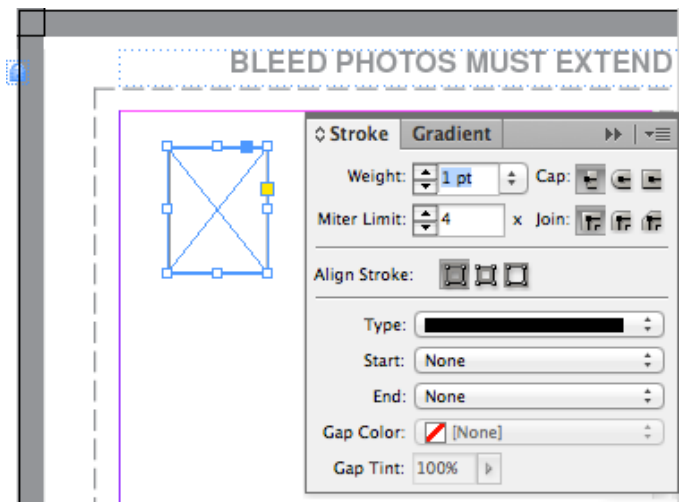 BLEED PHOTOS MUST EXTEND
Stroke Gradient
Weight: 1 pt Cap:
Miter Limit: 4 x Join:
Align Stroke:
Type:
Start: None
End: None
Gap Color: [None]
Gap Tint: 100%